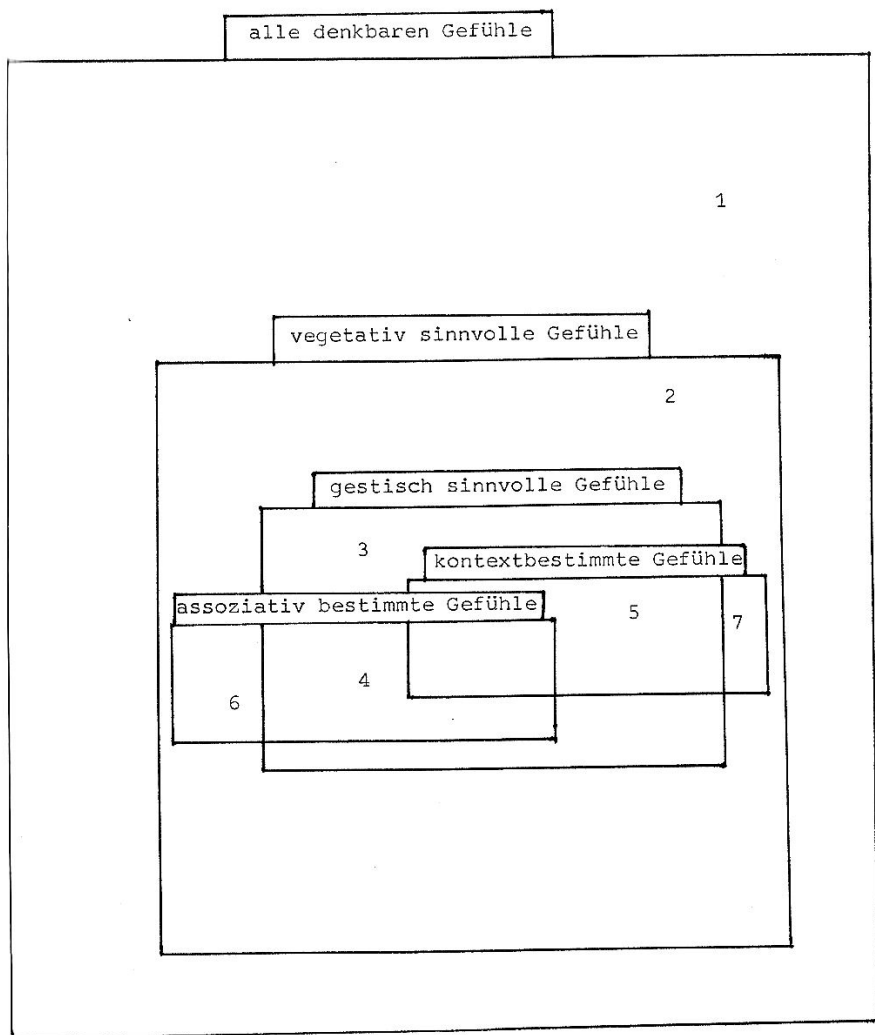 alle denkbaren Gefühle
1
vegetativ sinnvolle Gefühle
2
gestisch sinnvolle Gefühle
3
kontextbestimmte Gefühle
assoziativ bestimmte Gefühle
5
7
4
6